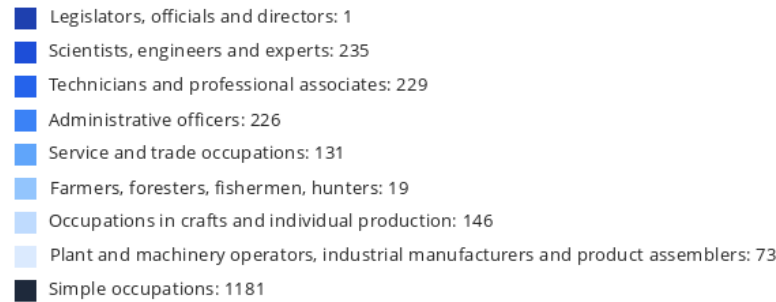 Legislators, officials and directors: 1
Scientists, engineers and experts: 235
Technicians and professional associates: 229
Administrative officers: 226
Service and trade occupations: 131
Farmers, foresters, fishermen, hunters: 19
Occupations in crafts and individual production: 146
Plant and machinery operators, industrial manufacturers and product assemblers: 73
Simple occupations: 1181